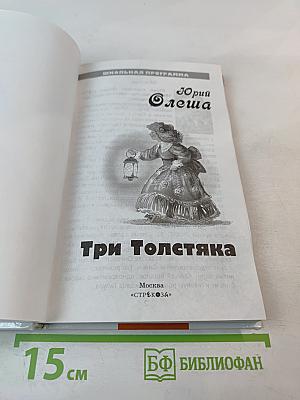 ШКОЛЬНАЯ ПРОГРАММА
Юрий
Олеша
Три Толстяка
Москва
«СТРЕКОЗА»
15 см
БФ БИБЛИОФАН